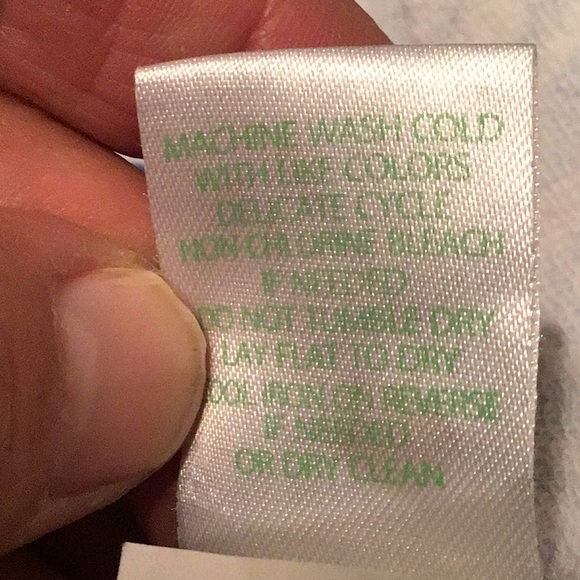 MACHINE WASH COLD
WITH LIKE COLORS
DELICATE CYCLE
NON-CHLORINE BLEACH
IF NEEDED
DO NOT TUMBLE DRY
LAY FLAT TO DRY
COOL IRON ON REVERSE
IF NEEDED
OR DRY CLEAN